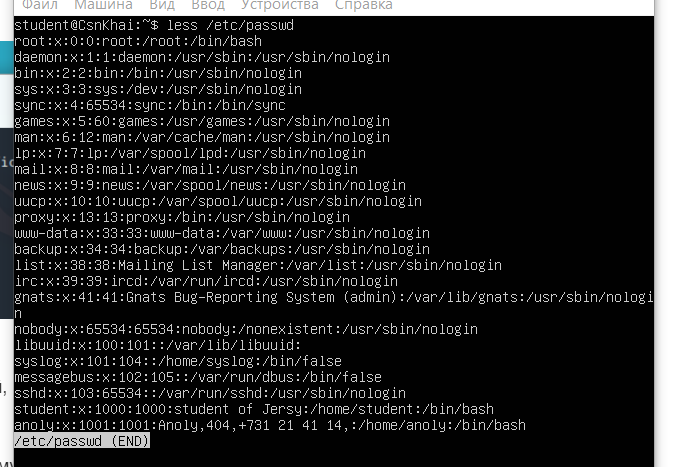 Файл Машина Вид Ввод Устройства Справка
student@CsnKhai:~$ less /etc/passwd
root:x:0:0:root:/root:/bin/bash
daemon:x:1:1:daemon:/usr/sbin:/usr/sbin/nologin
bin:x:2:2:bin:/bin:/usr/sbin/nologin
sys:x:3:3:sys:/dev:/usr/sbin/nologin
sync:x:4:65534:sync:/bin:/bin/sync
games:x:5:60:games:/usr/games:/usr/sbin/nologin
man:x:6:12:man:/var/cache/man:/usr/sbin/nologin
lp:x:7:7:lp:/var/spool/lpd:/usr/sbin/nologin
mail:x:8:8:mail:/var/mail:/usr/sbin/nologin
news:x:9:9:news:/var/spool/news:/usr/sbin/nologin
uucp:x:10:10:uucp:/var/spool/uucp:/usr/sbin/nologin
proxy:x:13:13:proxy:/bin:/usr/sbin/nologin
www-data:x:33:33:www-data:/var/www:/usr/sbin/nologin
backup:x:34:34:backup:/var/backups:/usr/sbin/nologin
list:x:38:38:Mailing List Manager:/var/list:/usr/sbin/nologin
irc:x:39:39:ircd:/var/run/ircd:/usr/sbin/nologin
gnats:x:41:41:Gnats Bug-Reporting System (admin):/var/lib/gnats:/usr/sbin/nologi
n
nobody:x:65534:65534:nobody:/nonexistent:/usr/sbin/nologin
libuuid:x:100:101::/var/lib/libuuid:
syslog:x:101:104::/home/syslog:/bin/false
messagebus:x:102:105::/var/run/dbus:/bin/false
sshd:x:103:65534::/var/run/sshd:/usr/sbin/nologin
student:x:1000:1000:student of Jersy:/home/student:/bin/bash
anoly:x:1001:1001:Anoly,404,+731 21 41 14,:/home/anoly:/bin/bash
/etc/passwd (END)